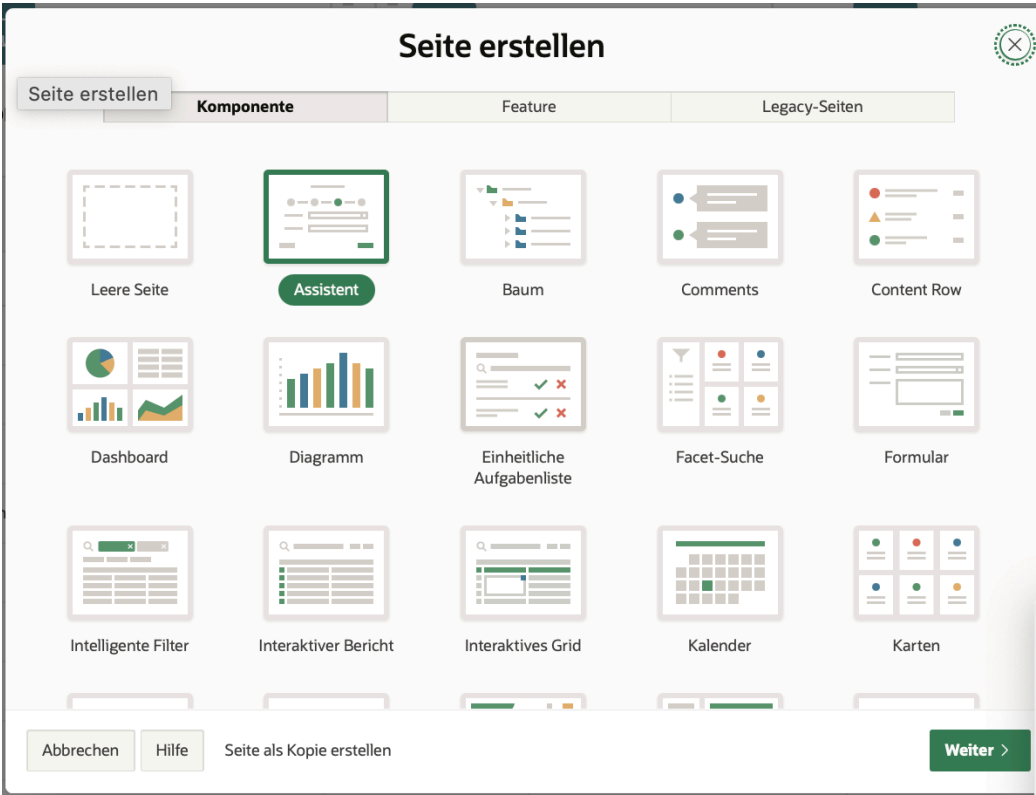 Seite erstellen
Seite erstellen
Komponente
Feature
Legacy-Seiten
Leere Seite
Assistent
Baum
Comments
Content Row
Dashboard
Diagramm
Einheitliche
Aufgabenliste
Facet-Suche
Formular
Intelligente Filter
Interaktiver Bericht
Interaktives Grid
Kalender
Karten
Abbrechen
Hilfe
Seite als Kopie erstellen
Weiter